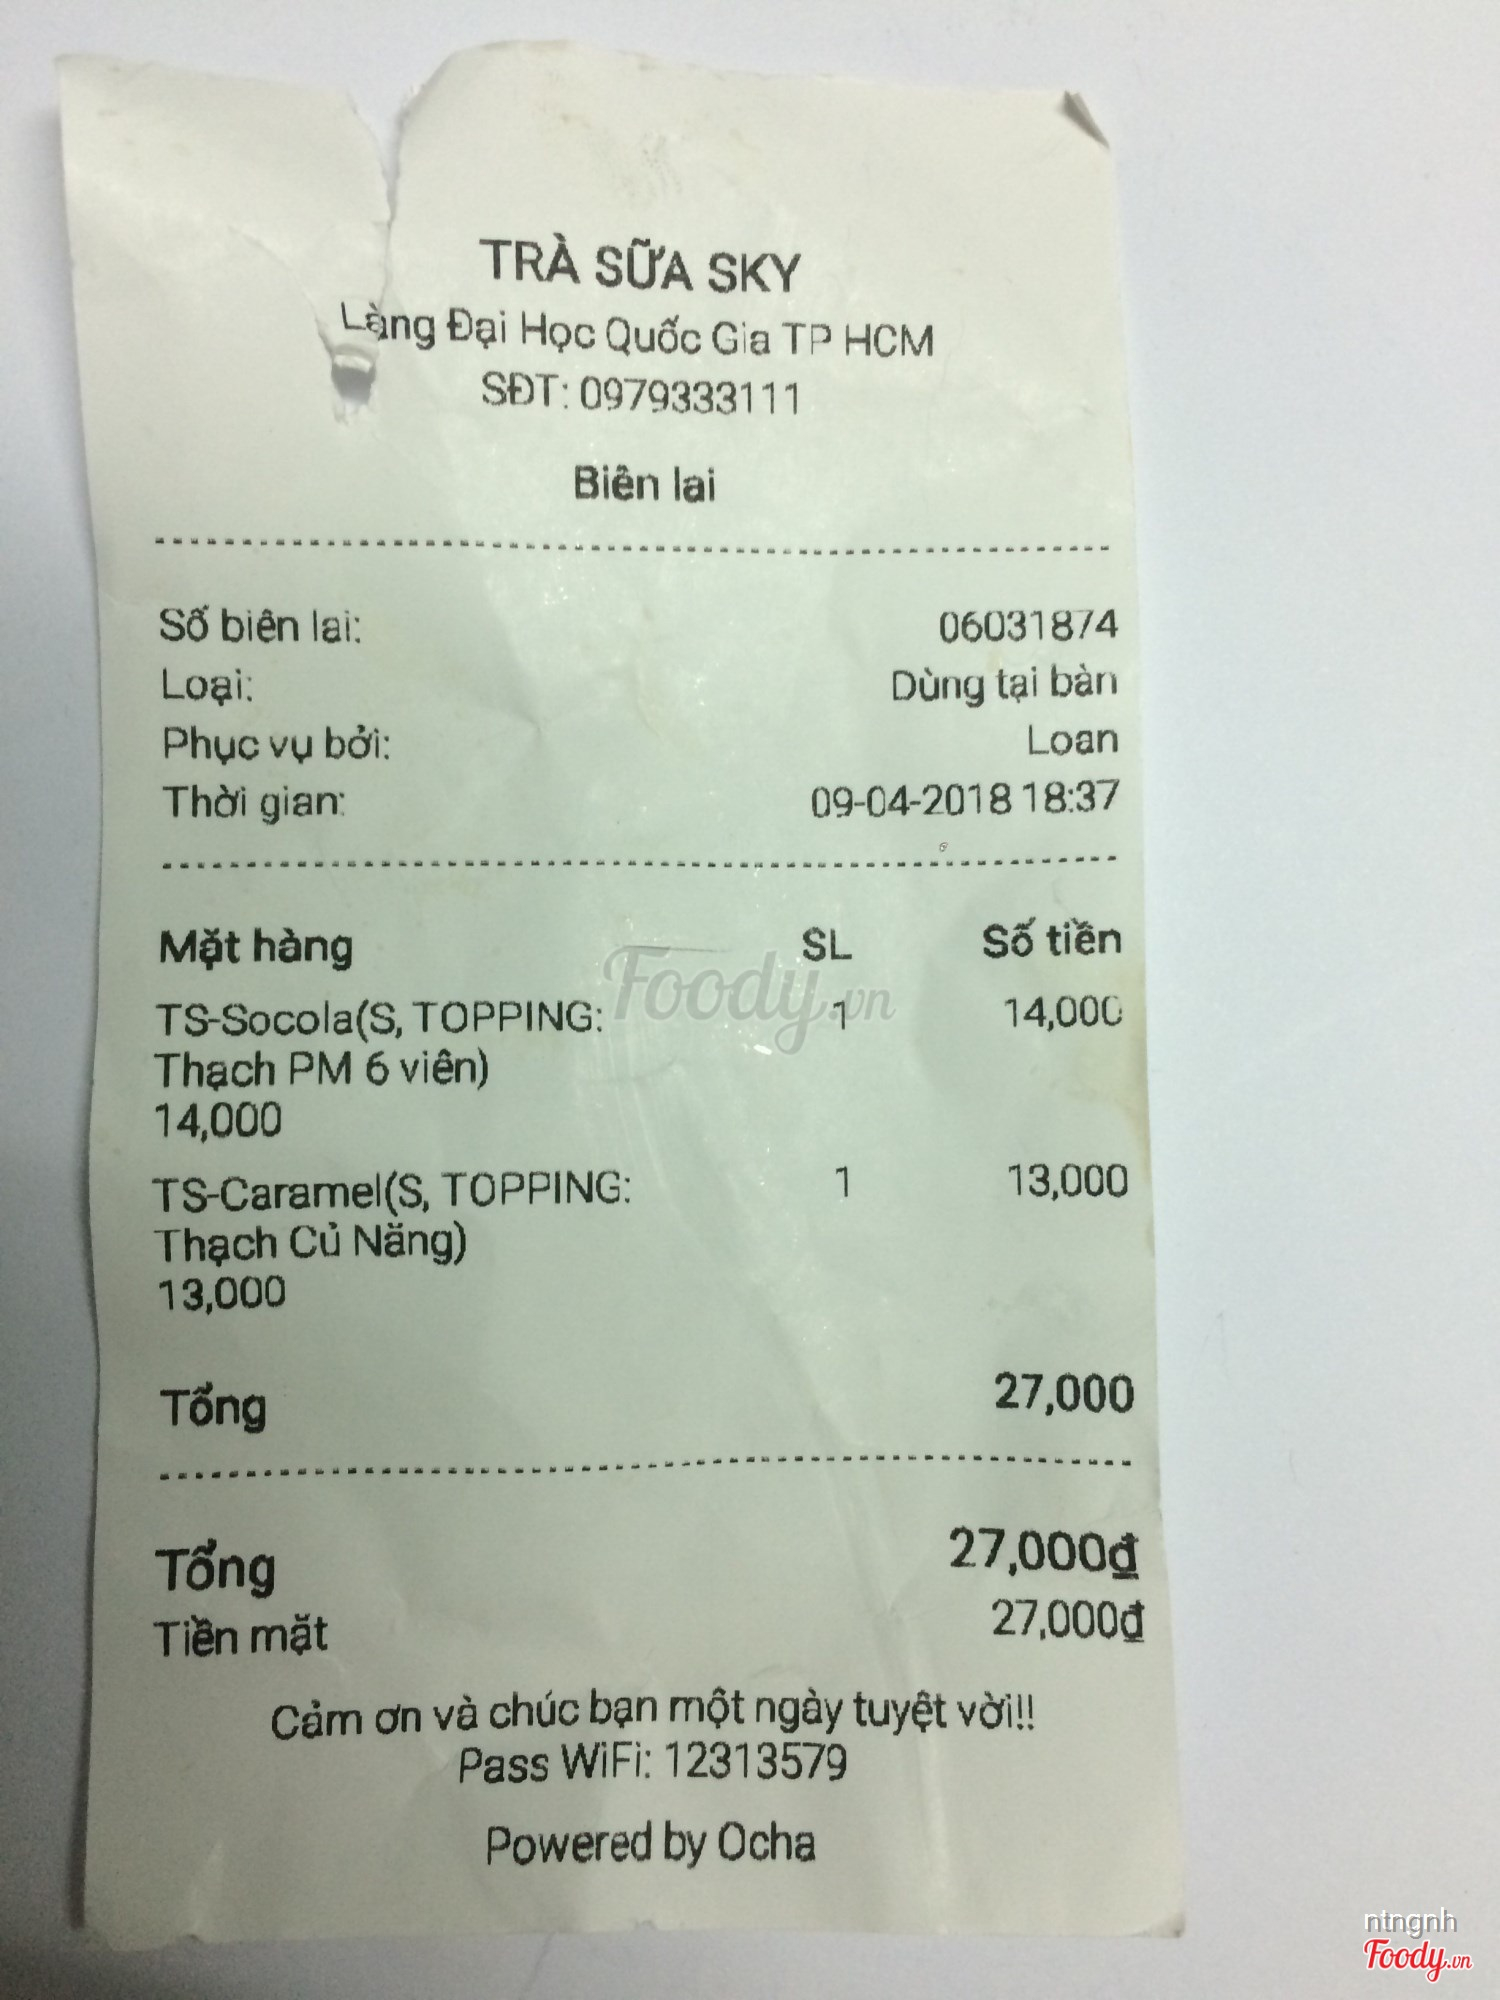 TRÀ SỮA SKY
Làng Đại Học Quốc Gia TP HCM
SĐT: 0979333111
Biên lai
Số biên lai: 06031874
Loại: Dùng tại bàn
Phục vụ bởi: Loan
Thời gian: 09-04-2018 18:37
Mặt hàng SL Số tiền
TS-Socola(S, TOPPING: 1 14,000
Thạch PM 6 viên)
14,000
TS-Caramel(S, TOPPING: 1 13,000
Thạch Củ Năng)
13,000
Tổng 27,000
Tổng 27,000₫
Tiền mặt 27,000₫
Cảm ơn và chúc bạn một ngày tuyệt vời!!
Pass WiFi: 12313579
Powered by Ocha
Foody.vn
ntngnh
Foody.vn